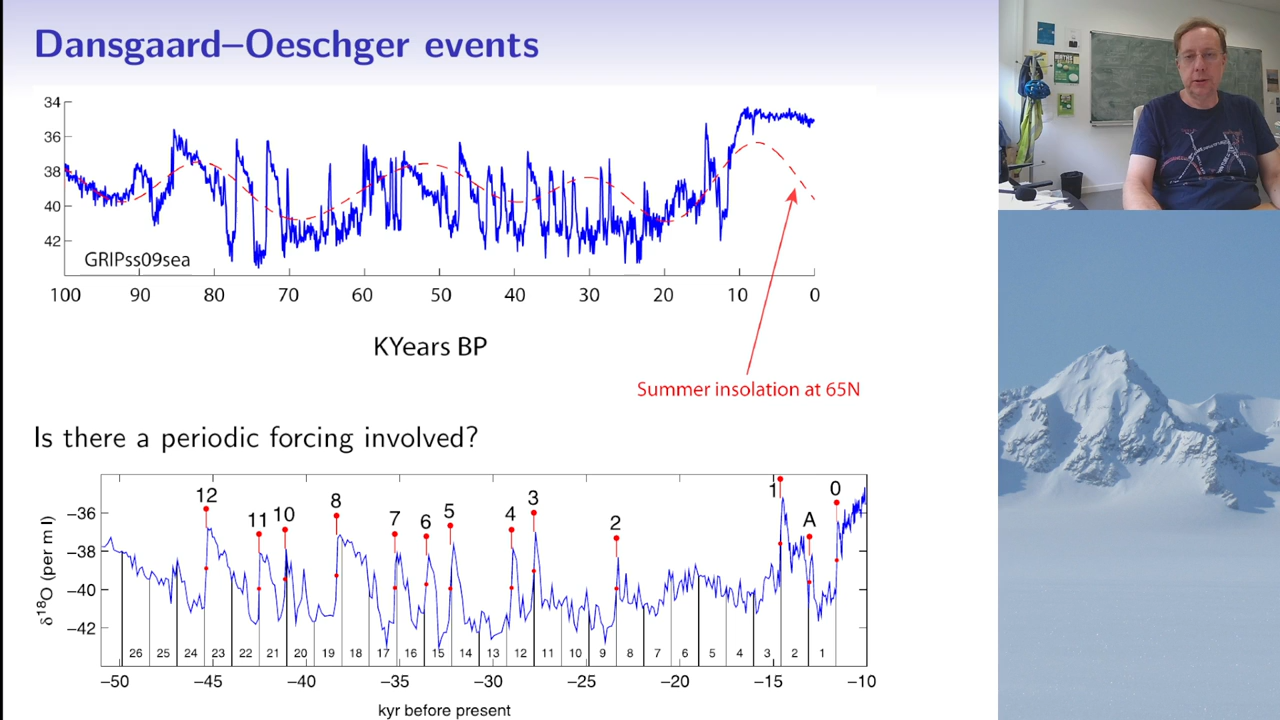 Dansgaard–Oeschger events
34
36
38
40
42
GRIPss09sea
100 90 80 70 60 50 40 30 20 10 0
KYears BP
Summer insolation at 65N
Is there a periodic forcing involved?
12 11 10 8 7 6 5 4 3 2 1 A 0
−36
−38
−40
−42
δ18O (per m l)
26 25 24 23 22 21 20 19 18 17 16 15 14 13 12 11 10 9 8 7 6 5 4 3 2 1
−50 −45 −40 −35 −30 −25 −20 −15 −10
kyr before present